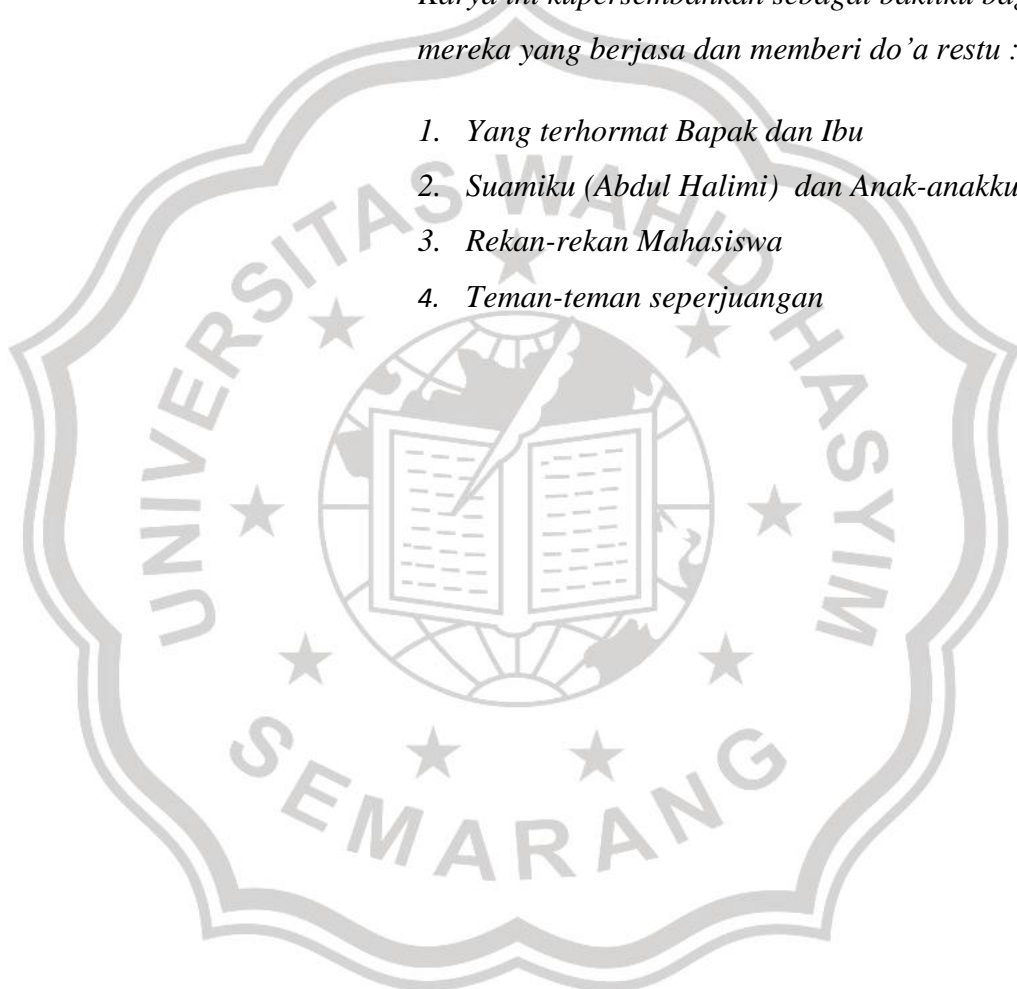 Karya ini kupersembahkan sebagai baktiku
mereka yang berjasa dan memberi do’a restu :
1. Yang terhormat Bapak dan Ibu
2. Suamiku (Abdul Halimi) dan Anak-anakku
3. Rekan-rekan Mahasiswa
4. Teman-teman seperjuangan
UNIVERSITAS WAHID HASYIM
SEMARANG